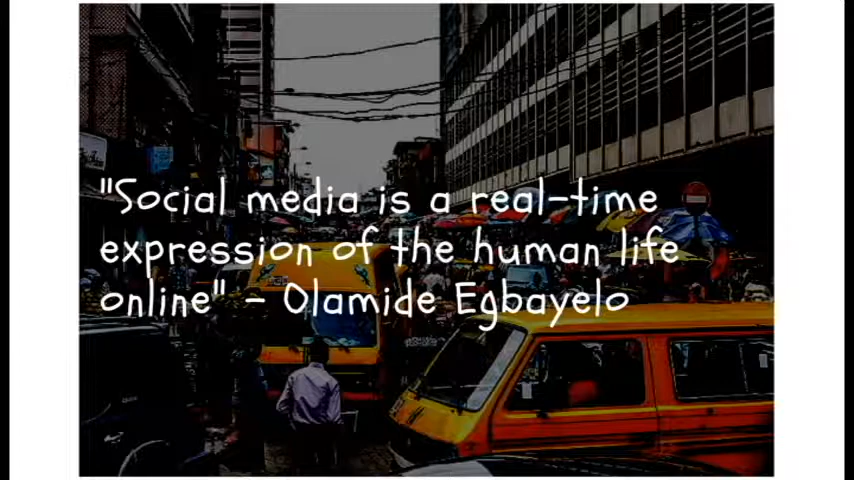 "Social media is a real-time
expression of the human life
online" - Olamide Egbayelo